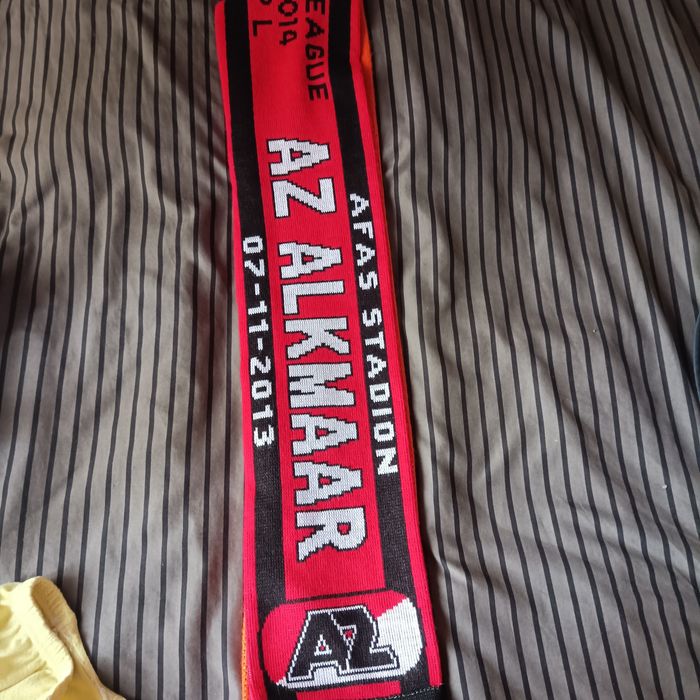 EAGUE
2014
P L
AFAS STADION
AZ ALKMAAR
07-11-2013
AZ